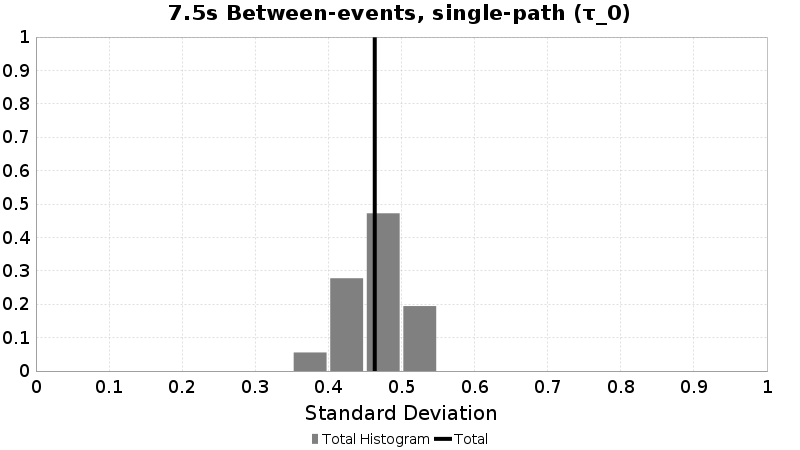 7.5s Between-events, single-path (τ_0)
1
0.9
0.8
0.7
0.6
0.5
0.4
0.3
0.2
0.1
0
0 0.1 0.2 0.3 0.4 0.5 0.6 0.7 0.8 0.9 1
Standard Deviation
Total Histogram Total